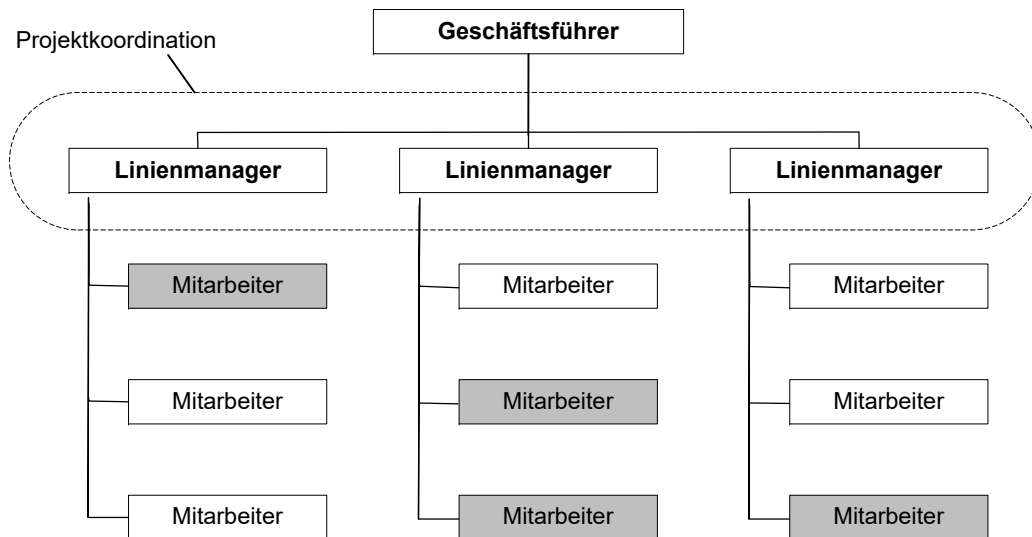 Geschäftsführer
Projektkoordination
Linienmanager
Linienmanager
Linienmanager
Mitarbeiter
Mitarbeiter
Mitarbeiter
Mitarbeiter
Mitarbeiter
Mitarbeiter
Mitarbeiter
Mitarbeiter
Mitarbeiter